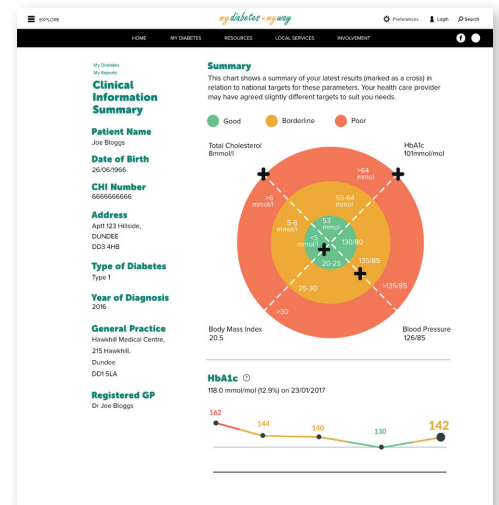 EXPLORE
my diabetes • my way
Preferences
Login
Search
HOME
MY DIABETES
RESOURCES
LOCAL SERVICES
INVOLVEMENT
f
My Diabetes
My Reports
Clinical
Information
Summary
Patient Name
Joe Bloggs
Date of Birth
26/06/1966
CHI Number
6666666666
Address
Apt1 123 Hillside,
DUNDEE
DD3 4HB
Type of Diabetes
Type 1
Year of Diagnosis
2016
General Practice
Hawkhill Medical Centre,
215 Hawkhill,
Dundee
DD1 5LA
Registered GP
Dr Joe Bloggs
Summary
This chart shows a summary of your latest results (marked as a cross) in
relation to national targets for these parameters. Your health care provider
may have agreed slightly different targets to suit you needs.
Good
Borderline
Poor
Total Cholesterol
8mmol/l
HbA1c
101mmol/mol
>6
mmol/l
>64
mmol
5-6
mmol/l
53-64
mmol
<5
mmol/l
53
mmol
130/80
20-25
135/85
25-30
>135/85
>30
Body Mass Index
20.5
Blood Pressure
126/85
HbA1c ?
118.0 mmol/mol (12.9%) on 23/01/2017
162
144
140
130
142